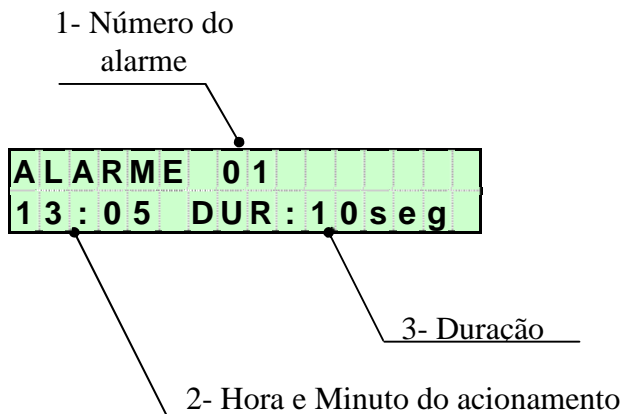 1- Número do
alarme
ALARME 01
13:05 DUR:10seg
3- Duração
2- Hora e Minuto do acionamento